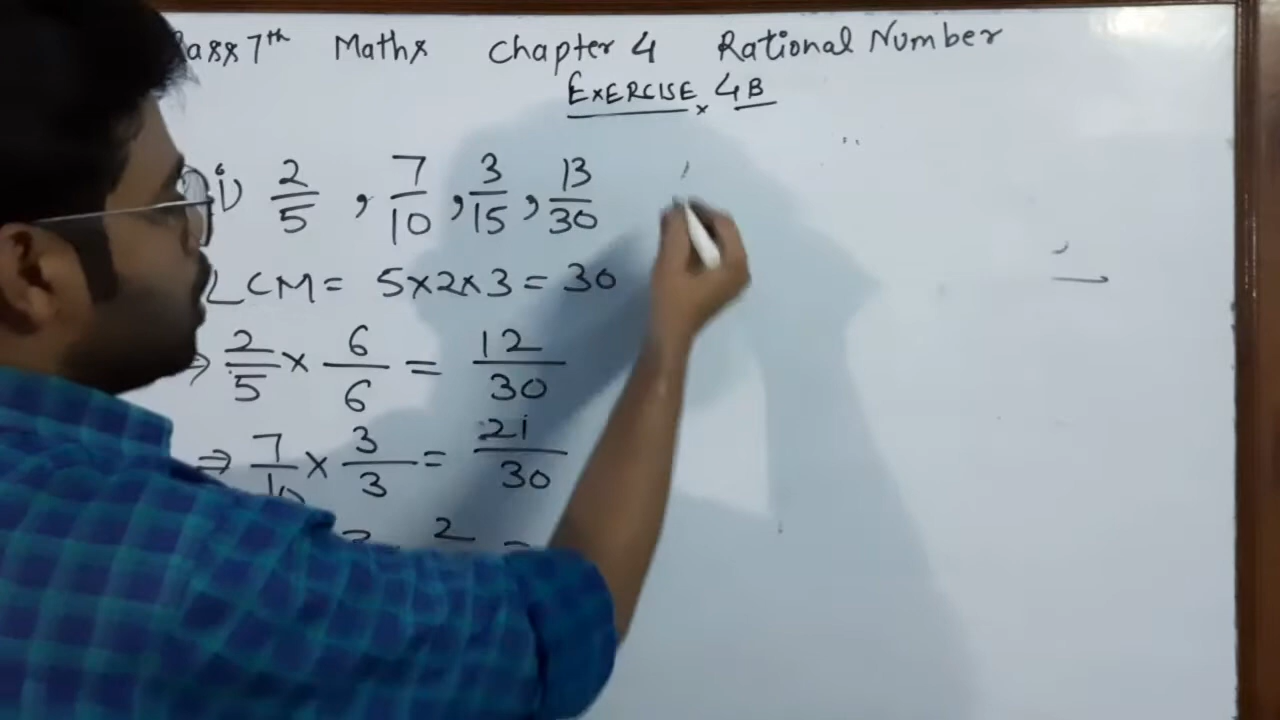 7th Maths Chapter 4 Rational Number
EXERCISE 4B
i) 2/5 , 7/10 , 3/15 , 13/30
LCM = 5×2×3 = 30
⇒ 2/5 × 6/6 = 12/30
⇒ 7/10 × 3/3 = 21/30
2 =